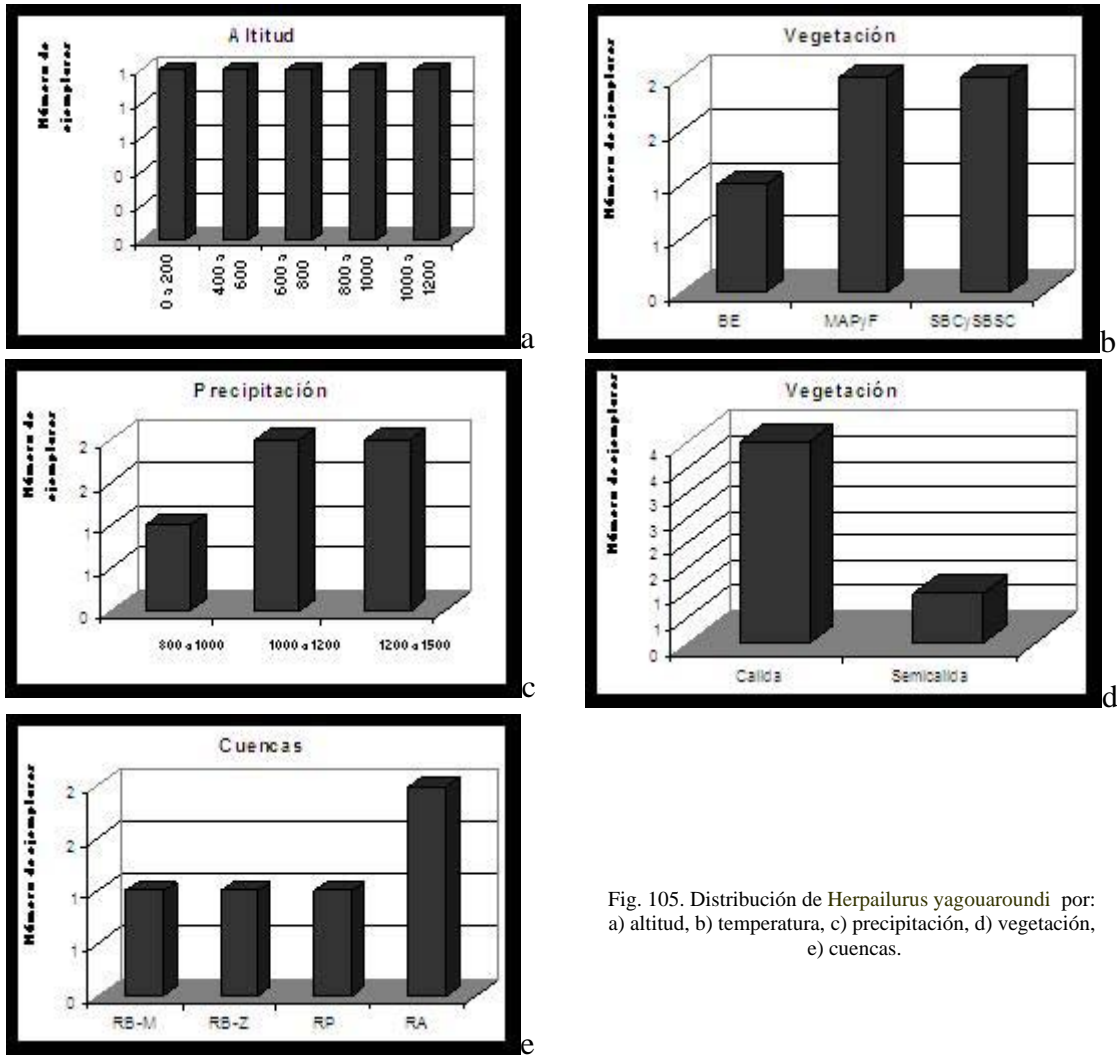 Altitud
Número de
ejemplares
1
1
1
0
0
0
0 a 200
400 a
600
600 a
800
800 a
1000
1000 a
1200
a
Vegetación
Número de ejemplares
2
2
1
1
0
BE
MAPyF
SBCySBSC
b
Precipitación
Número de
ejemplares
2
2
1
1
0
800 a 1000
1000 a 1200
1200 a 1500
c
Vegetación
Número de ejemplares
4
4
3
3
2
2
1
1
0
Calida
Semicalida
d
Cuencas
Número de ejemplares
2
2
1
1
0
RB-M
RB-Z
RP
RA
e
Fig. 105. Distribución de Herpailurus yagouaroundi por:
a) altitud, b) temperatura, c) precipitación, d) vegetación,
e) cuencas.